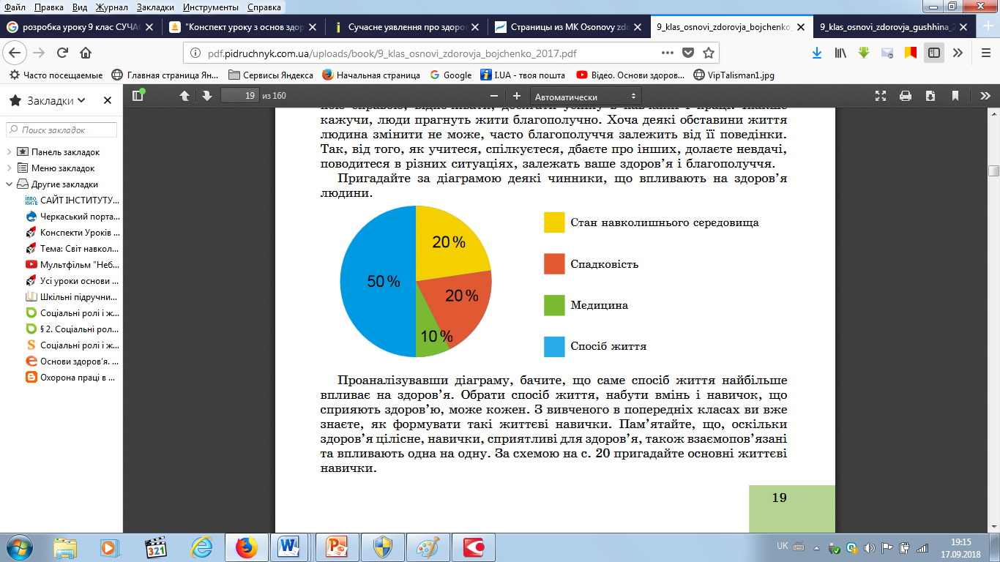 Файл Правка Вид Журнал Закладки Инструменты Справка
розробка уроку 9 клас СУЧАС
"Конспект уроку з основ здор
Сучасне уявлення про здоров
Страницы из МК Osonovy zdo
9_klas_osnovi_zdorovja_bojchenko_
9_klas_osnovi_zdorovja_gushhina_2
pdf.pidruchnyk.com.ua/uploads/book/9_klas_osnovy_zdorovja_bojchenko_2017.pdf
Часто посещаемые
Главная страница Ян...
Сервисы Яндекса
Начальная страница
Google
I.UA - твоя пошта
Відео. Основи здоров...
VipTalisman1.jpg
Закладки
19 из 160
Автоматически
Поиск закладок
Панель закладок
Меню закладок
Другие закладки
САЙТ ІНСТИТУТУ...
Черкаський порта...
Конспекти Уроків ...
Тема: Світ навкол...
Мультфільм "Неб...
Усі уроки основи ...
Шкільні підручни...
Соціальні ролі і ж...
§ 2. Соціальні рол...
Соціальні ролі і ж...
Основи здоров'я. ...
Охорона праці в ...
кажучи, люди прагнуть жити благополучно. Хоча деякі обставини життя
людина змінити не може, часто благополуччя залежить від її поведінки.
Так, від того, як учитеся, спілкуєтеся, дбаєте про інших, долаєте невдачі,
поводитеся в різних ситуаціях, залежать ваше здоров’я і благополуччя.
Пригадайте за діаграмою деякі чинники, що впливають на здоров’я
людини.
20 %
50 %
20 %
10 %
Стан навколишнього середовища
Спадковість
Медицина
Спосіб життя
Проаналізувавши діаграму, бачите, що саме спосіб життя найбільше
впливає на здоров’я. Обрати спосіб життя, набути вмінь і навичок, що
сприяють здоров’ю, може кожен. З вивченого в попередніх класах ви вже
знаєте, як формувати такі життєві навички. Пам’ятайте, що, оскільки
здоров’я цілісне, навички, сприятливі для здоров’я, також взаємопов’язані
та впливають одна на одну. За схемою на с. 20 пригадайте основні життєві
навички.
19
321
UK
19:15
17.09.2018